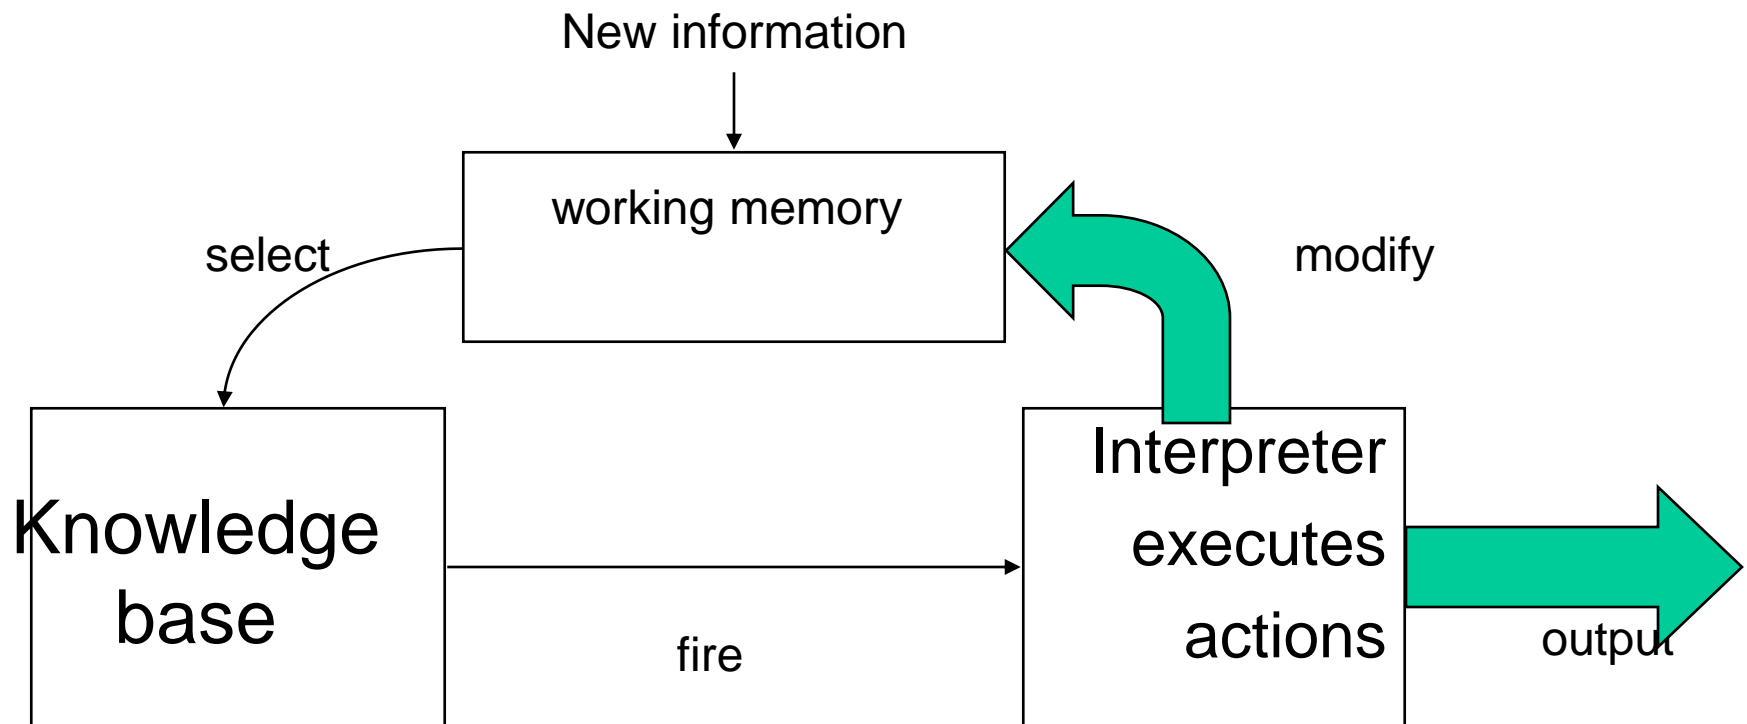 New information
working memory
select
modify
Knowledge
base
fire
Interpreter
executes
actions
output